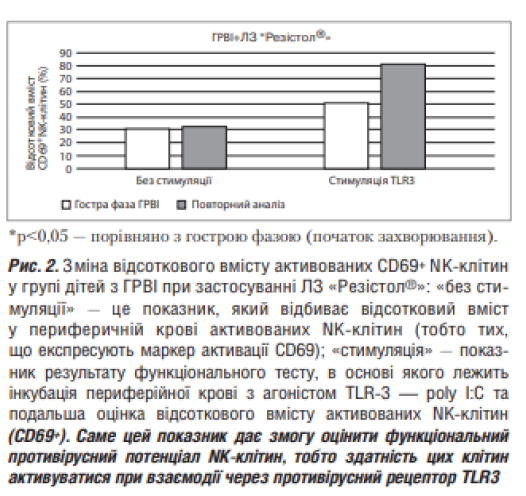 ГРВІ+ЛЗ "Резістол®»
Відсотковий вміст
CD69⁺ NK-клітин (%)
90
80
70
60
50
40
30
20
10
0
Без стимуляції
Стимуляція TLR3
Гостра фаза ГРВІ
Повторний аналіз
*p<0,05 — порівняно з гострою фазою (початок захворювання).
Рис. 2. Зміна відсоткового вмісту активованих CD69+ NK-клітин
у групі дітей з ГРВІ при застосуванні ЛЗ «Резістол®»: «без сти-
муляції» — це показник, який відбиває відсотковий вміст
у периферичній крові активованих NK-клітин (тобто тих,
що експресують маркер активації CD69); «стимуляція» — показ-
ник результату функціонального тесту, в основі якого лежить
інкубація периферійної крові з агоністом TLR-3 — poly I:C та
подальша оцінка відсоткового вмісту активованих NK-клітин
(CD69+). Саме цей показник дає змогу оцінити функціональний
противірусний потенціал NK-клітин, тобто здатність цих клітин
активуватися при взаємодії через противірусний рецептор TLR3